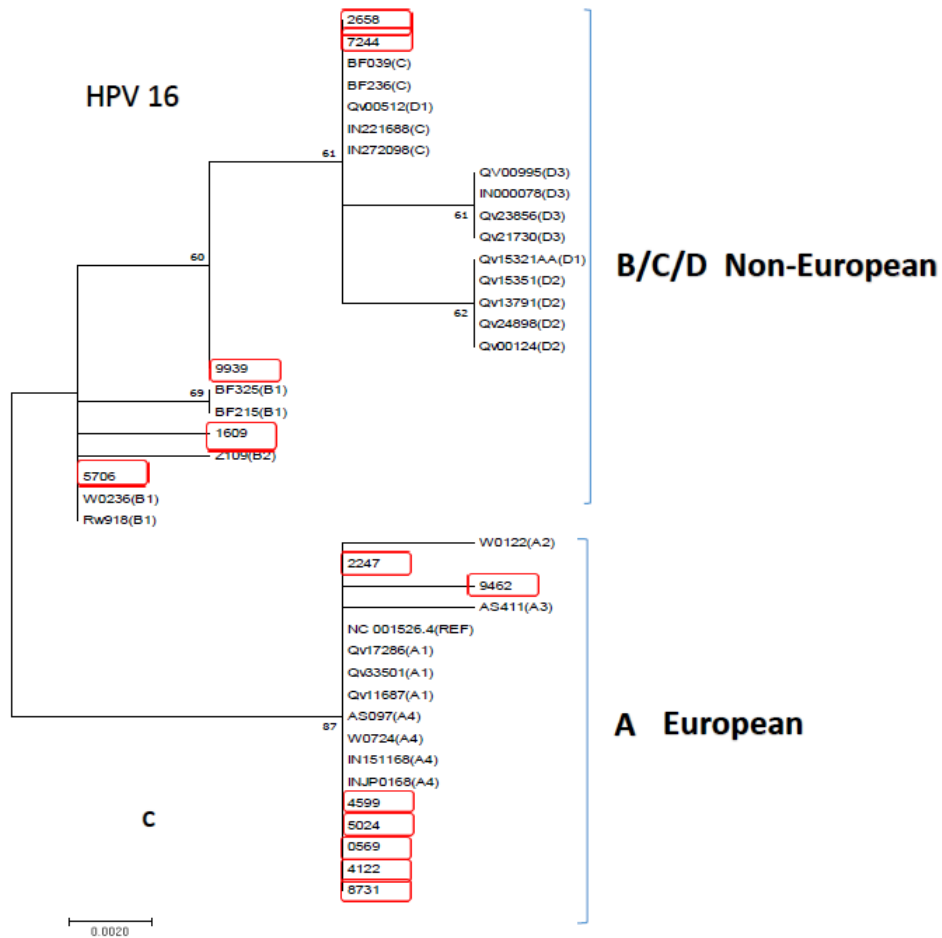 2658
7244
HPV 16
BF039(C)
BF236(C)
Qv00512(D1)
IN221688(C)
IN272098(C)
61
QV00995(D3)
IN000078(D3)
Qv23856(D3)
61
Qv21730(D3)
Qv15321AA(D1)
60
B/C/D Non-European
Qv15351(D2)
Qv13791(D2)
62
Qv24898(D2)
Qv00124(D2)
9939
69
BF325(B1)
BF215(B1)
1609
Z109(B2)
5706
W0236(B1)
Rw918(B1)
W0122(A2)
2247
9462
AS411(A3)
NC 001526.4(REF)
Qv17286(A1)
Qv33501(A1)
Qv11687(A1)
AS097(A4)
87
A European
W0724(A4)
IN151168(A4)
INJP0168(A4)
4599
C
5024
0569
4122
8731
0.0020